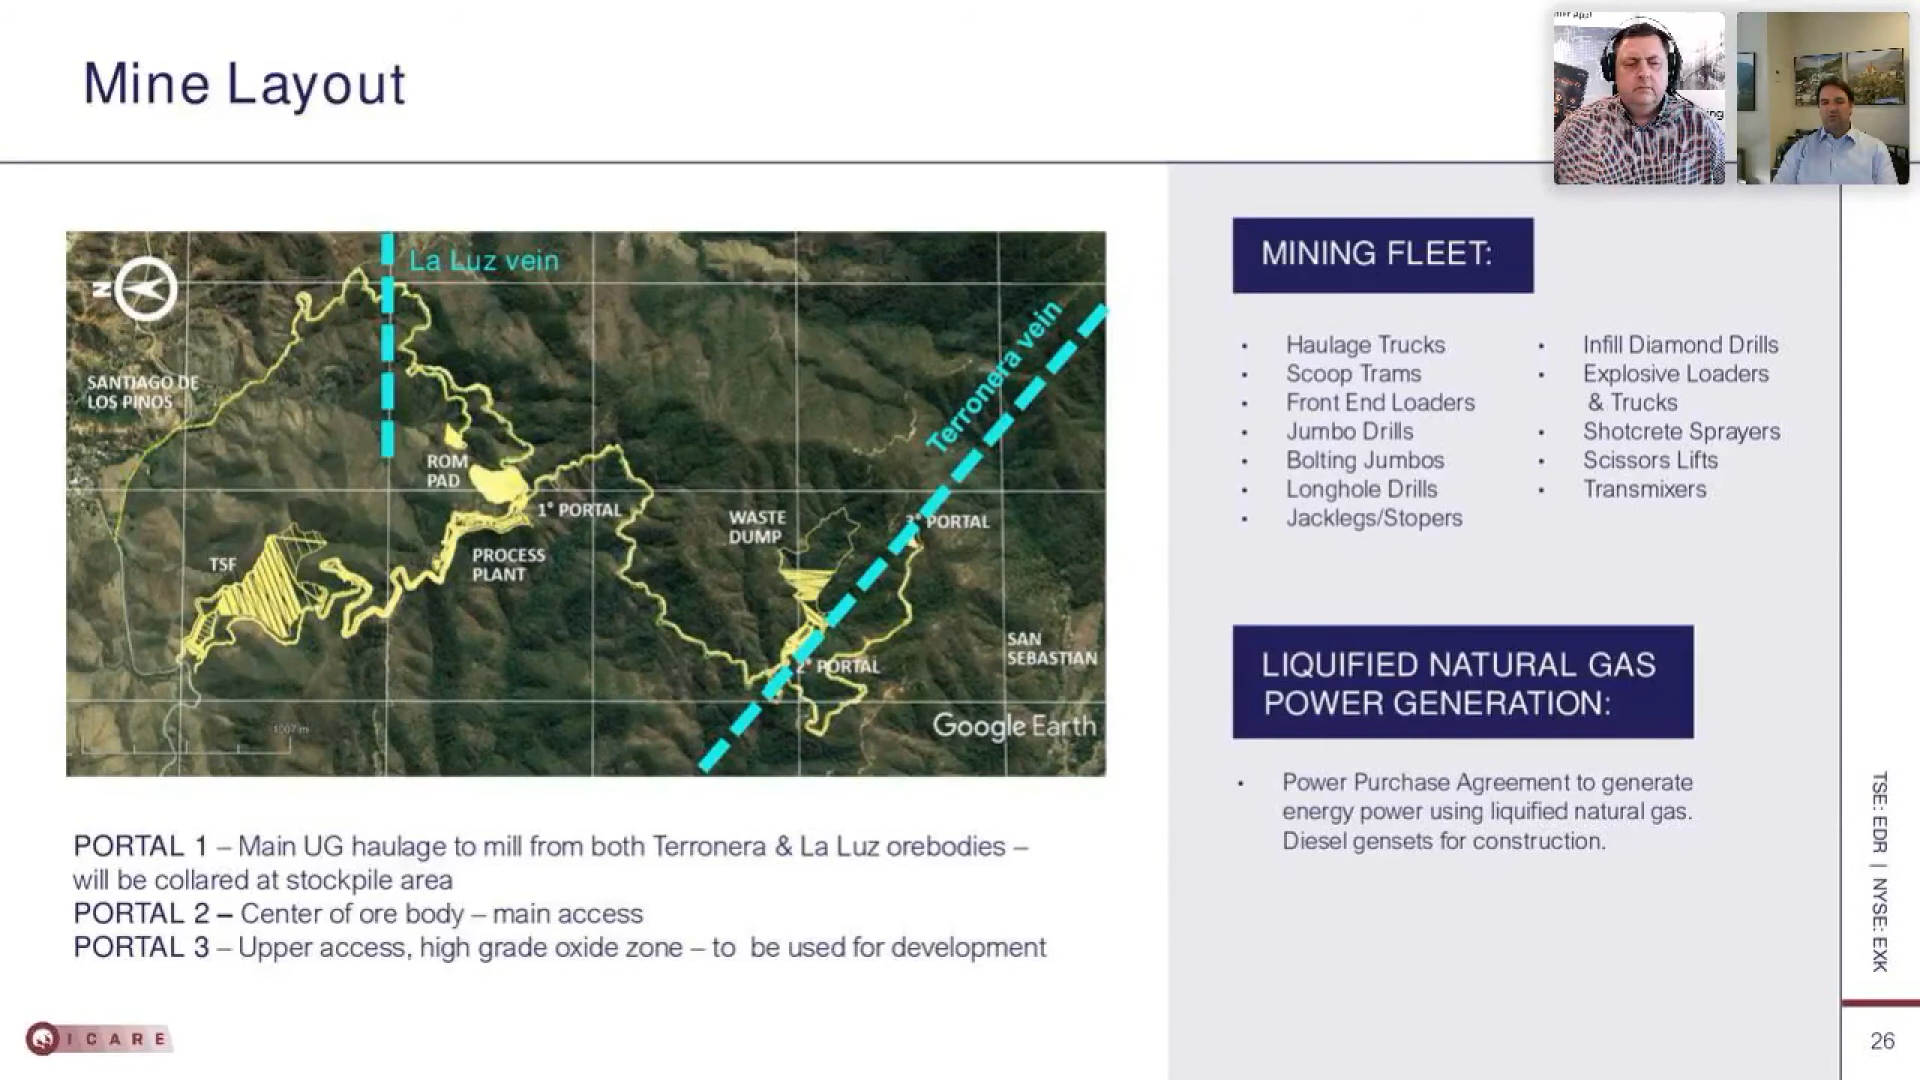 Mine Layout
La Luz vein
Terronera vein
N
SANTIAGO DE
LOS PINOS
ROM
PAD
1° PORTAL
PROCESS
PLANT
TSF
WASTE
DUMP
3° PORTAL
2° PORTAL
SAN
SEBASTIAN
1007 m
Google Earth
PORTAL 1 – Main UG haulage to mill from both Terronera & La Luz orebodies –
will be collared at stockpile area
PORTAL 2 – Center of ore body – main access
PORTAL 3 – Upper access, high grade oxide zone – to be used for development
MINING FLEET:
• Haulage Trucks
• Scoop Trams
• Front End Loaders
• Jumbo Drills
• Bolting Jumbos
• Longhole Drills
• Jacklegs/Stopers
• Infill Diamond Drills
• Explosive Loaders
& Trucks
• Shotcrete Sprayers
• Scissors Lifts
• Transmixers
LIQUIFIED NATURAL GAS
POWER GENERATION:
• Power Purchase Agreement to generate
energy power using liquified natural gas.
Diesel gensets for construction.
TSE: EDR | NYSE: EXK
ICARE
26